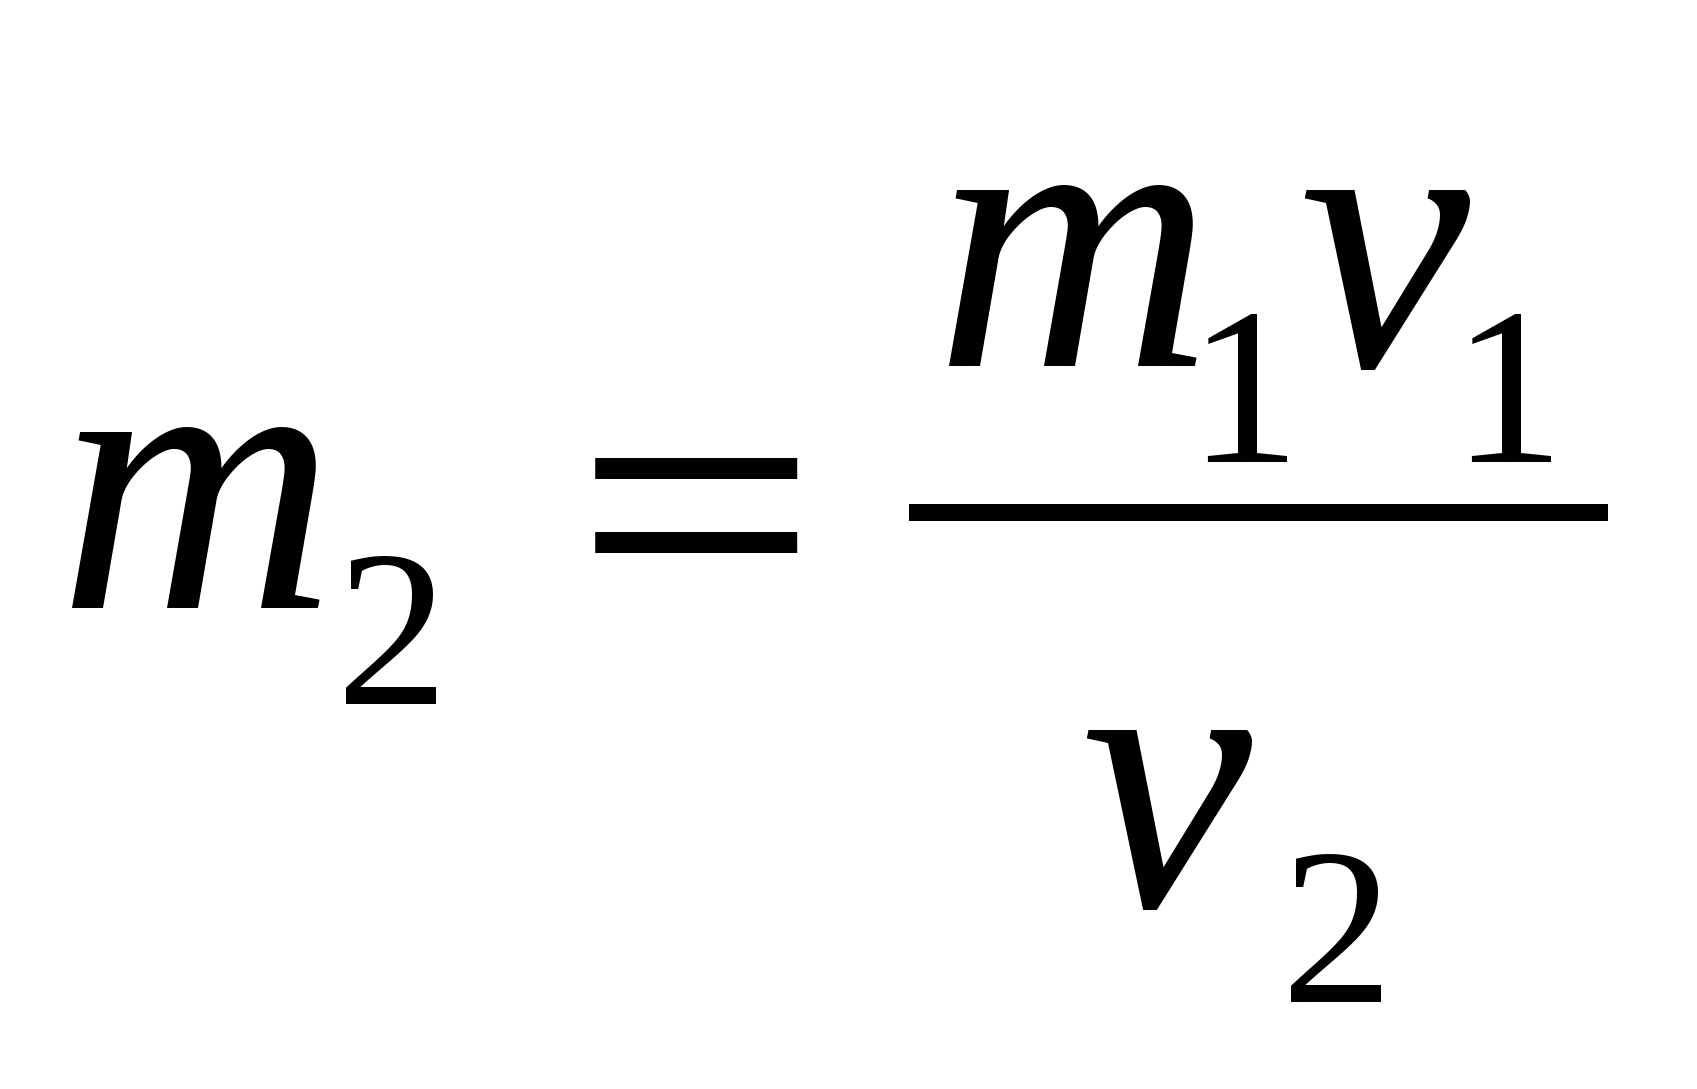 m₂ = m₁v₁ / v₂